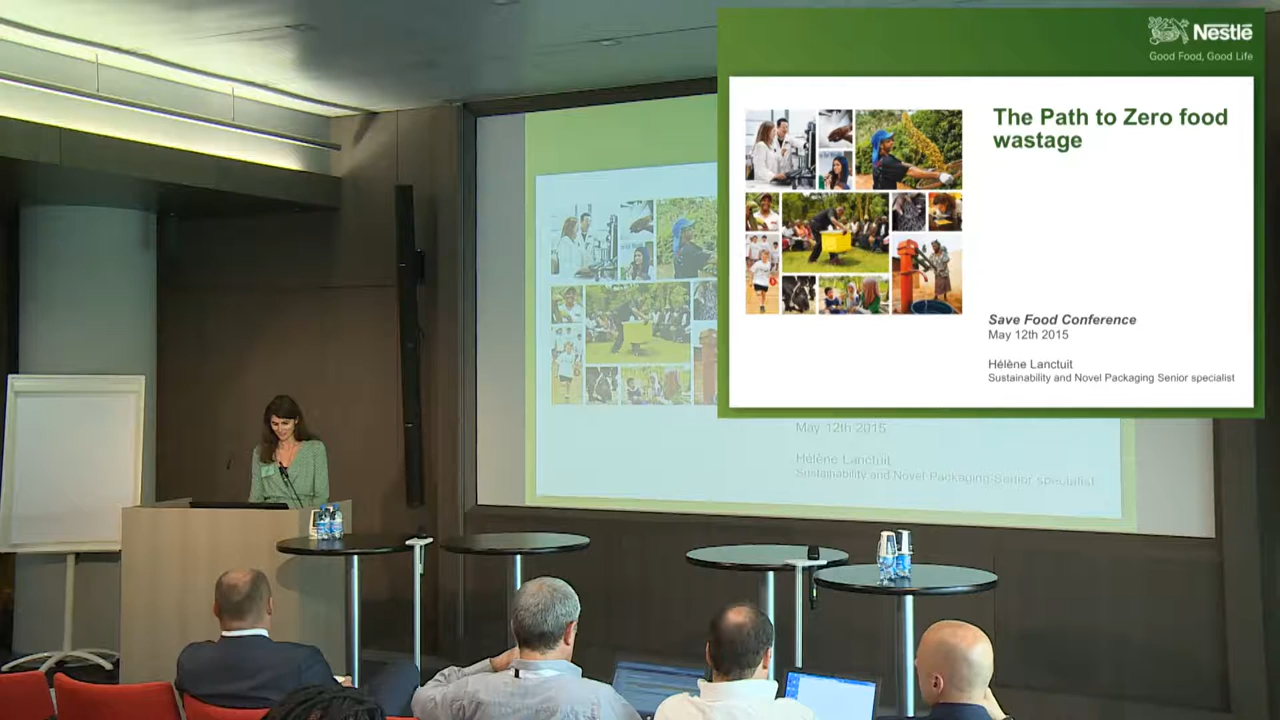 Nestlé
Good Food, Good Life
The Path to Zero food
wastage
Save Food Conference
May 12th 2015
Hélène Lanctuit
Sustainability and Novel Packaging Senior specialist
May 12th 2015
Hélène Lanctuit
Sustainability and Novel Packaging Senior specialist